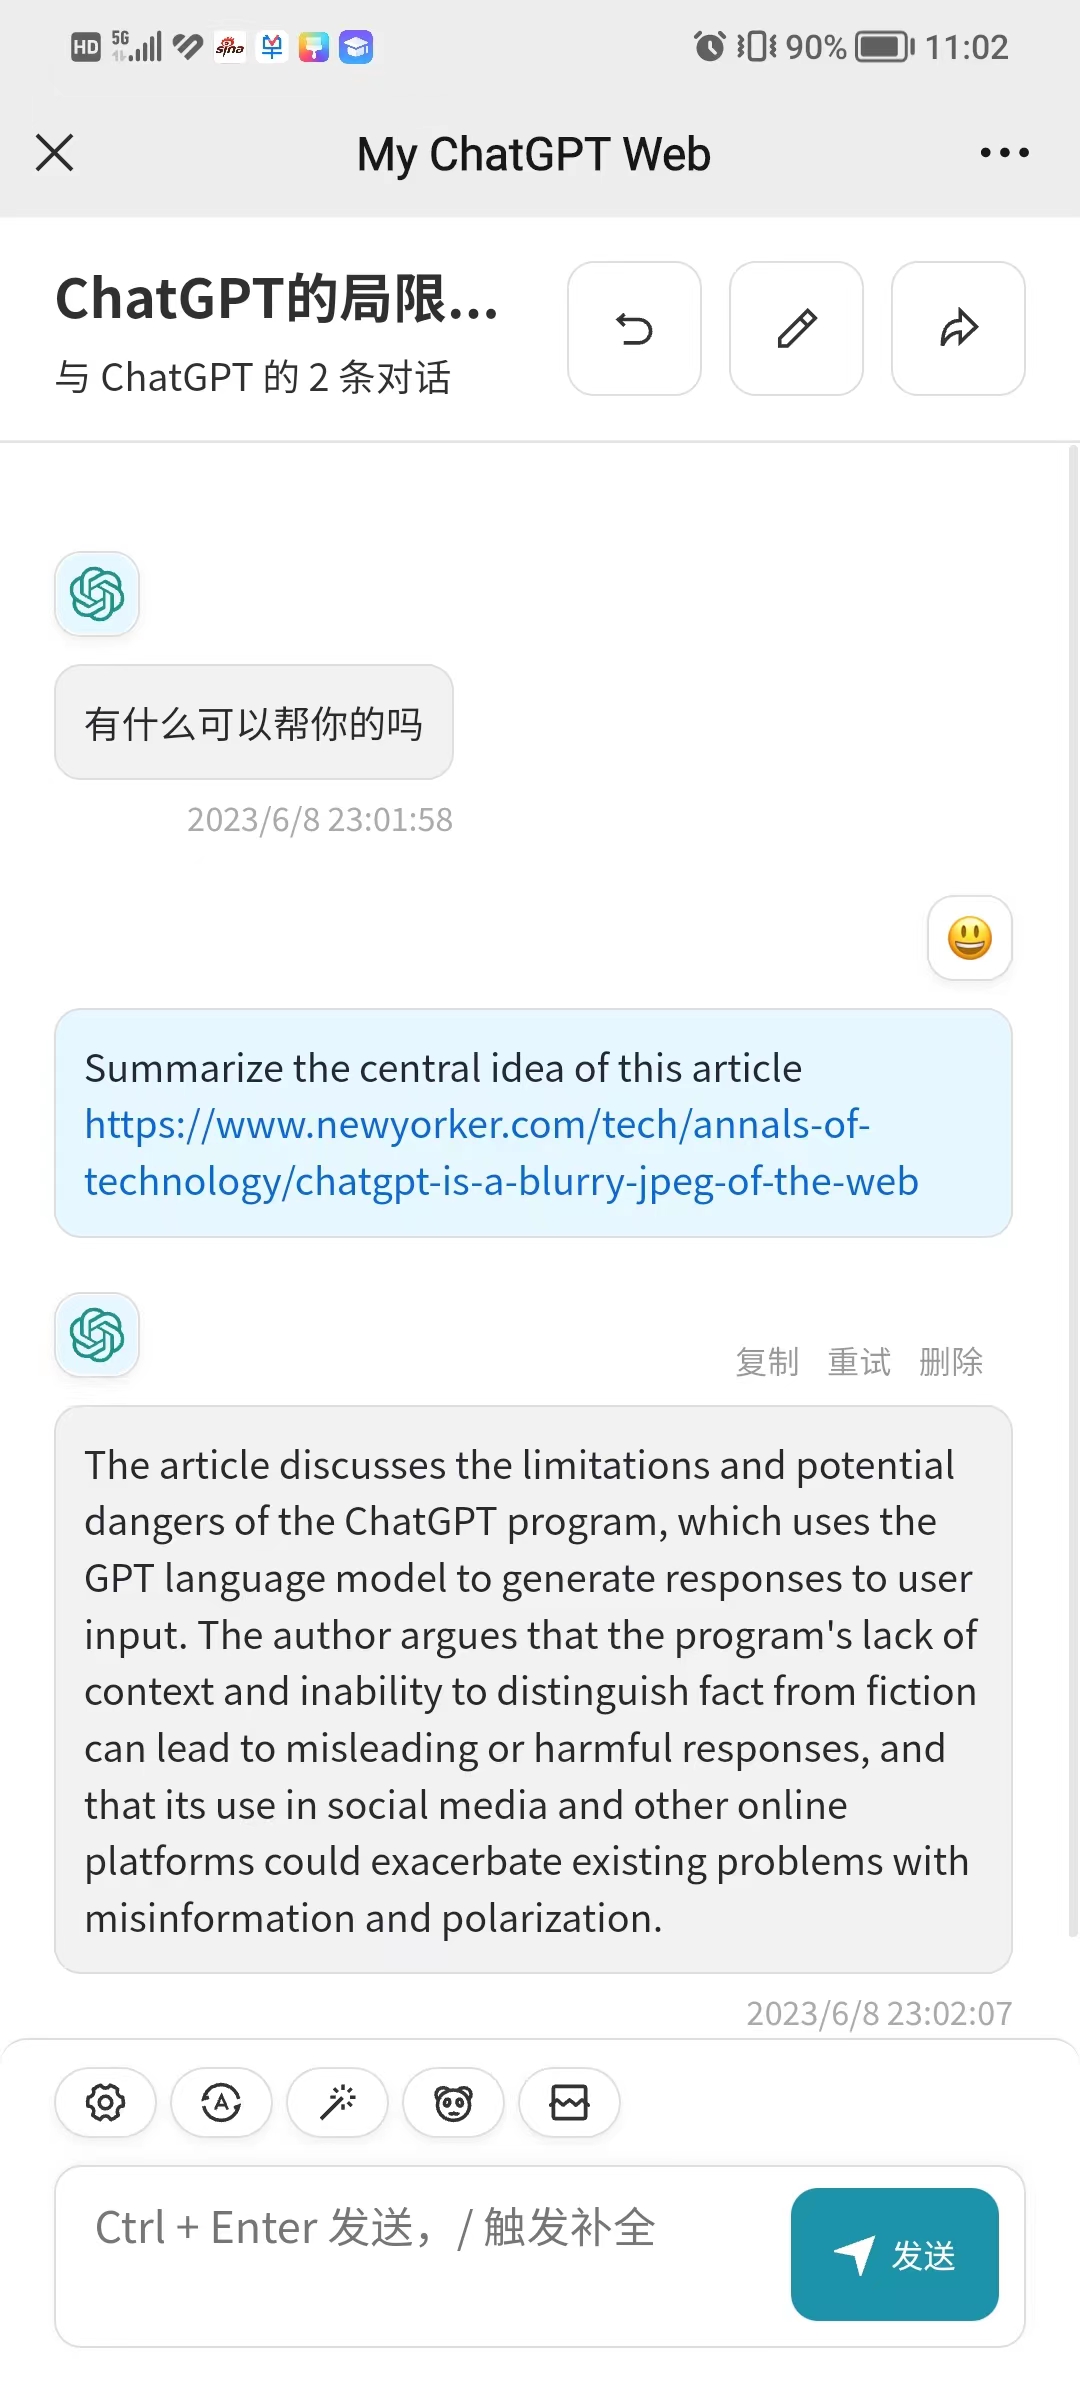 HD 5G sina 90% 11:02
My ChatGPT Web
ChatGPT的局限...
与 ChatGPT 的 2 条对话
有什么可以帮你的吗
2023/6/8 23:01:58
Summarize the central idea of this article
https://www.newyorker.com/tech/annals-of-
technology/chatgpt-is-a-blurry-jpeg-of-the-web
复制 重试 删除
The article discusses the limitations and potential
dangers of the ChatGPT program, which uses the
GPT language model to generate responses to user
input. The author argues that the program's lack of
context and inability to distinguish fact from fiction
can lead to misleading or harmful responses, and
that its use in social media and other online
platforms could exacerbate existing problems with
misinformation and polarization.
2023/6/8 23:02:07
A
Ctrl + Enter 发送，/ 触发补全
发送